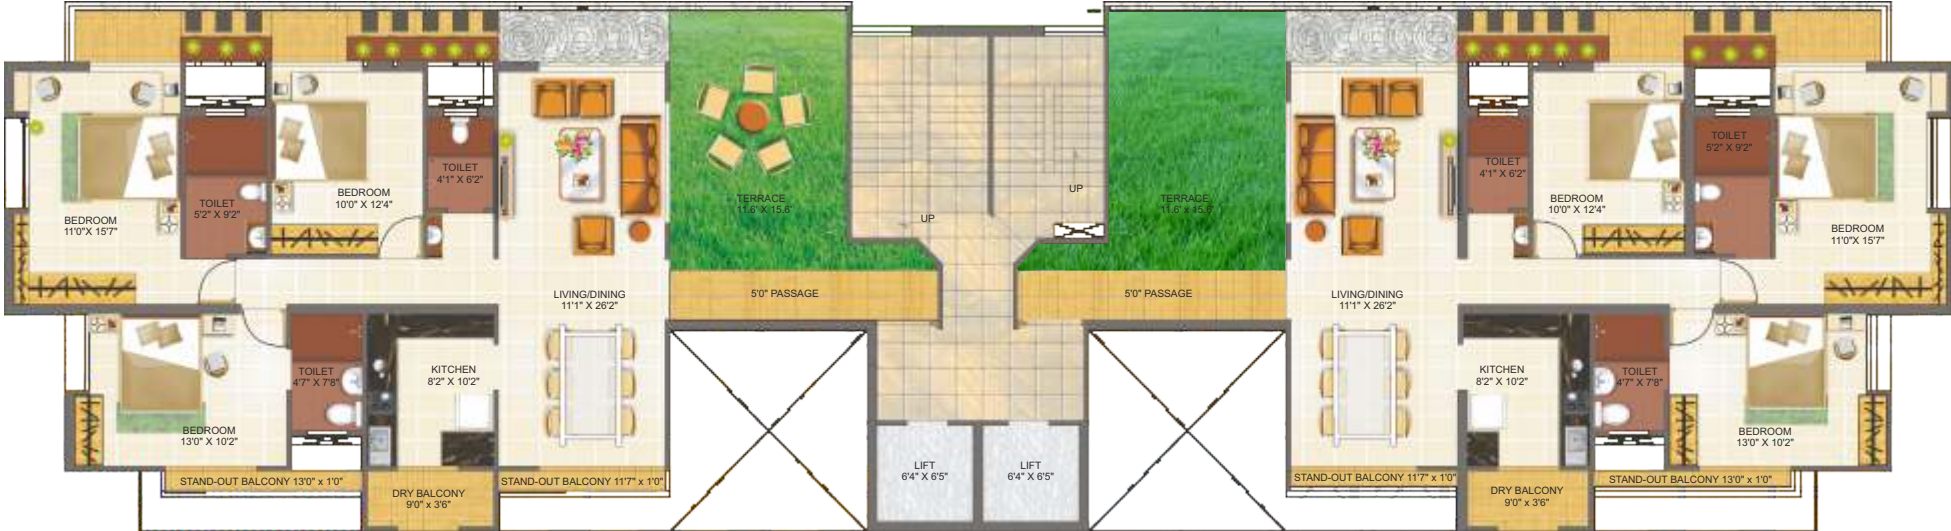 BEDROOM
11'0"X 15'7"
TOILET
5'2" X 9'2"
BEDROOM
10'0" X 12'4"
TOILET
4'1" X 6'2"
LIVING/DINING
11'1" X 26'2"
TERRACE
11.6' X 15.6'
5'0" PASSAGE
UP
UP
TERRACE
11.6' X 15.6'
5'0" PASSAGE
LIVING/DINING
11'1" X 26'2"
TOILET
4'1" X 6'2"
BEDROOM
10'0" X 12'4"
TOILET
5'2" X 9'2"
BEDROOM
11'0"X 15'7"
BEDROOM
13'0" X 10'2"
TOILET
4'7" X 7'8"
KITCHEN
8'2" X 10'2"
STAND-OUT BALCONY 13'0" x 1'0"
DRY BALCONY
9'0" x 3'6"
STAND-OUT BALCONY 11'7" x 1'0"
LIFT
6'4" X 6'5"
LIFT
6'4" X 6'5"
STAND-OUT BALCONY 11'7" x 1'0"
KITCHEN
8'2" X 10'2"
DRY BALCONY
9'0" x 3'6"
TOILET
4'7" X 7'8"
BEDROOM
13'0" X 10'2"
STAND-OUT BALCONY 13'0" x 1'0"